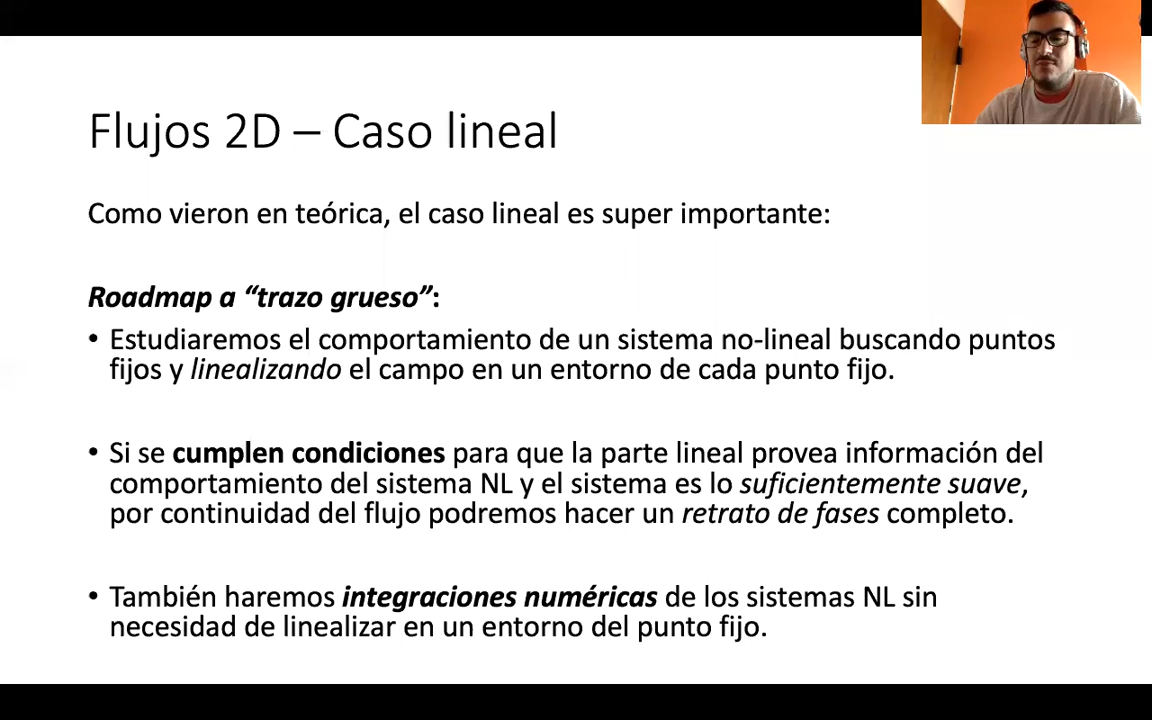 Flujos 2D – Caso lineal
Como vieron en teórica, el caso lineal es super importante:
Roadmap a “trazo grueso”:
• Estudiaremos el comportamiento de un sistema no-lineal buscando puntos
fijos y linealizando el campo en un entorno de cada punto fijo.
• Si se cumplen condiciones para que la parte lineal provea información del
comportamiento del sistema NL y el sistema es lo suficientemente suave,
por continuidad del flujo podremos hacer un retrato de fases completo.
• También haremos integraciones numéricas de los sistemas NL sin
necesidad de linealizar en un entorno del punto fijo.